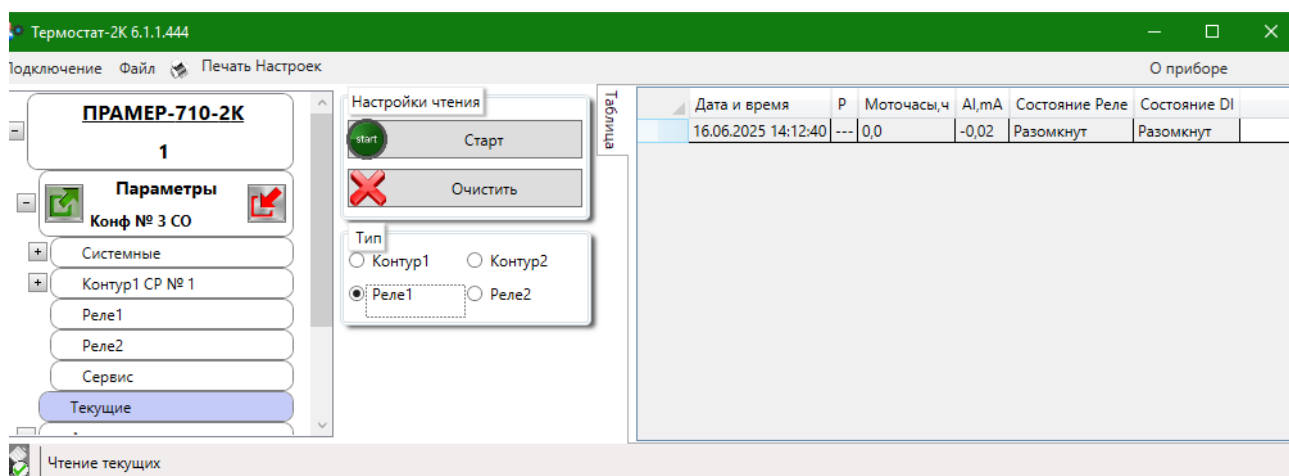 Термостат-2К 6.1.1.444
Подключение Файл Печать Настроек О приборе
ПРАМЕР-710-2К
1
Параметры
Конф № 3 СО
Системные
Контур1 СР № 1
Реле1
Реле2
Сервис
Текущие
Настройки чтения
start Старт
Очистить
Тип
Контур1 Контур2
Реле1 Реле2
Таблица
Дата и время P Моточасы,ч AI,mA Состояние Реле Состояние DI
16.06.2025 14:12:40 --- 0,0 -0,02 Разомкнут Разомкнут
Чтение текущих